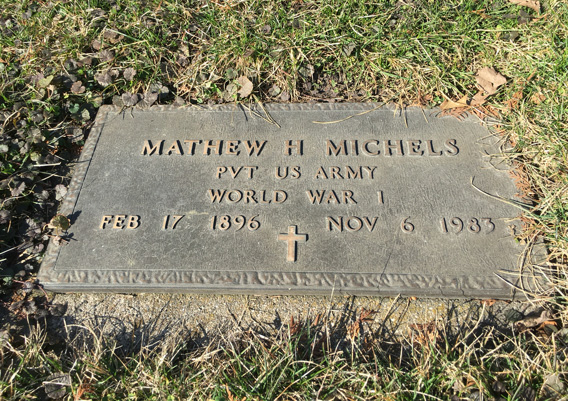 MATHEW H MICHELS
PVT US ARMY
WORLD WAR I
FEB 17 1896 NOV 6 1983